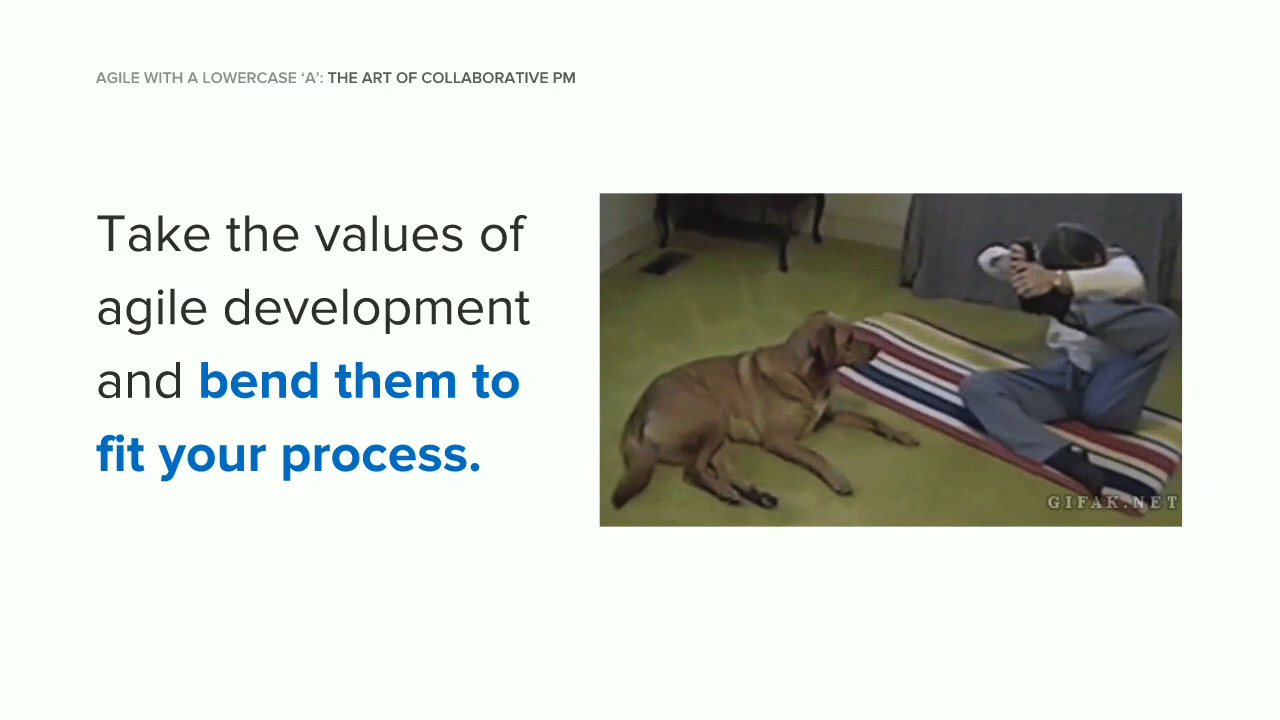 AGILE WITH A LOWERCASE ‘A’: THE ART OF COLLABORATIVE PM
Take the values of
agile development
and bend them to
fit your process.
GIFAK.NET